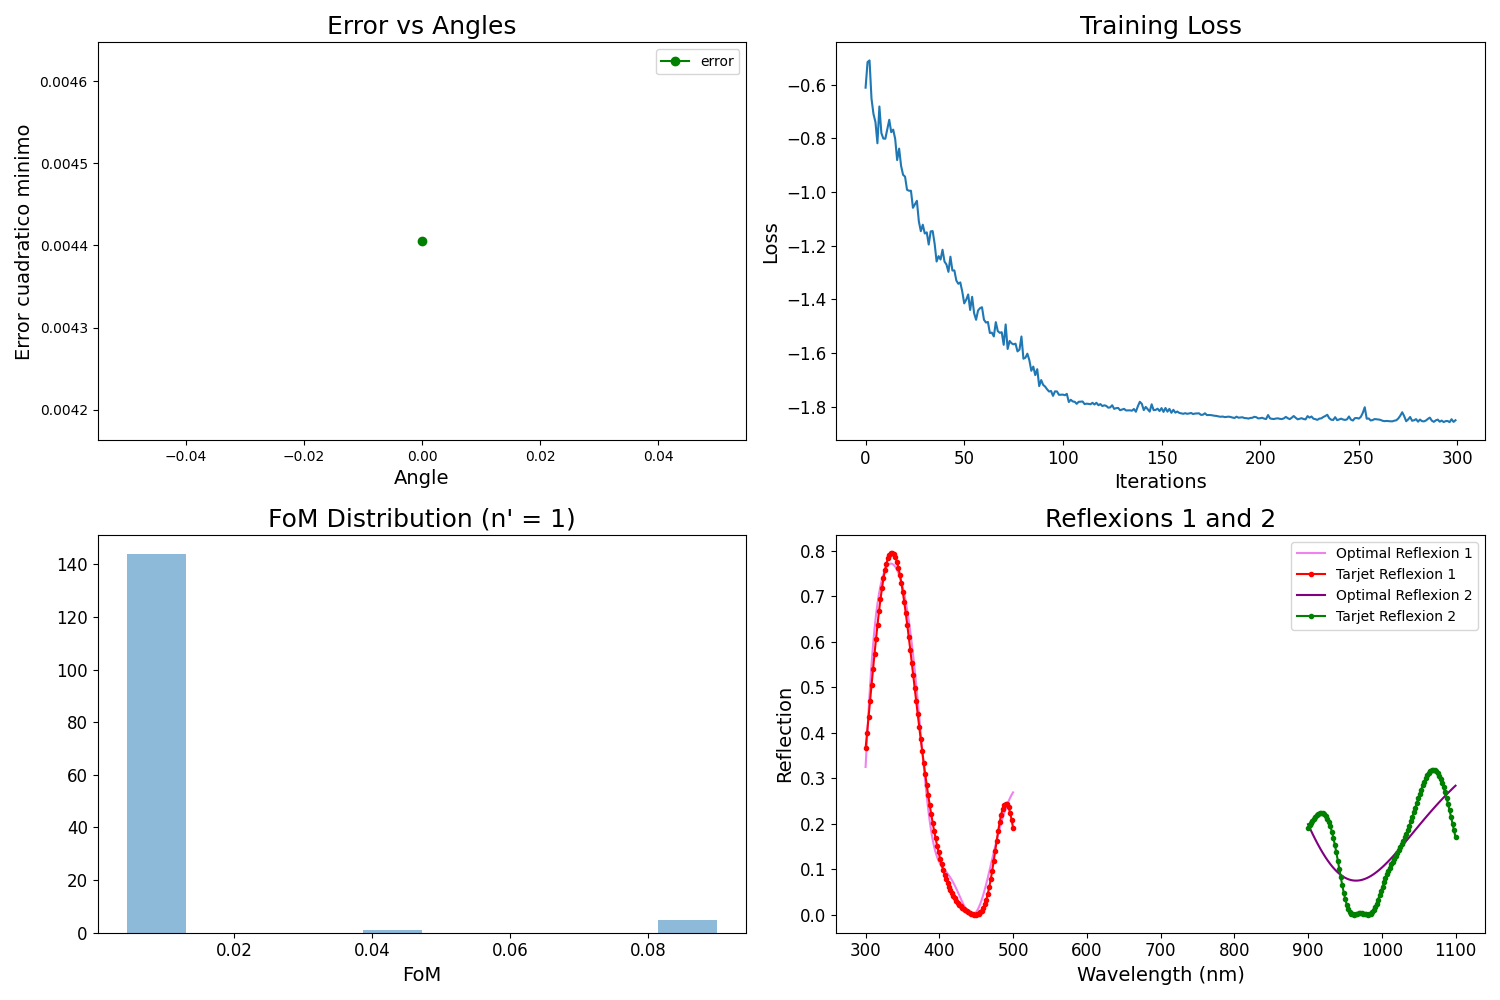 Error vs Angles
error
Error cuadratico minimo
0.0046
0.0045
0.0044
0.0043
0.0042
−0.04 −0.02 0.00 0.02 0.04
Angle
Training Loss
Loss
−0.6
−0.8
−1.0
−1.2
−1.4
−1.6
−1.8
0 50 100 150 200 250 300
Iterations
FoM Distribution (n' = 1)
140
120
100
80
60
40
20
0
0.02 0.04 0.06 0.08
FoM
Reflexions 1 and 2
Optimal Reflexion 1
Tarjet Reflexion 1
Optimal Reflexion 2
Tarjet Reflexion 2
Reflection
0.8
0.7
0.6
0.5
0.4
0.3
0.2
0.1
0.0
300 400 500 600 700 800 900 1000 1100
Wavelength (nm)